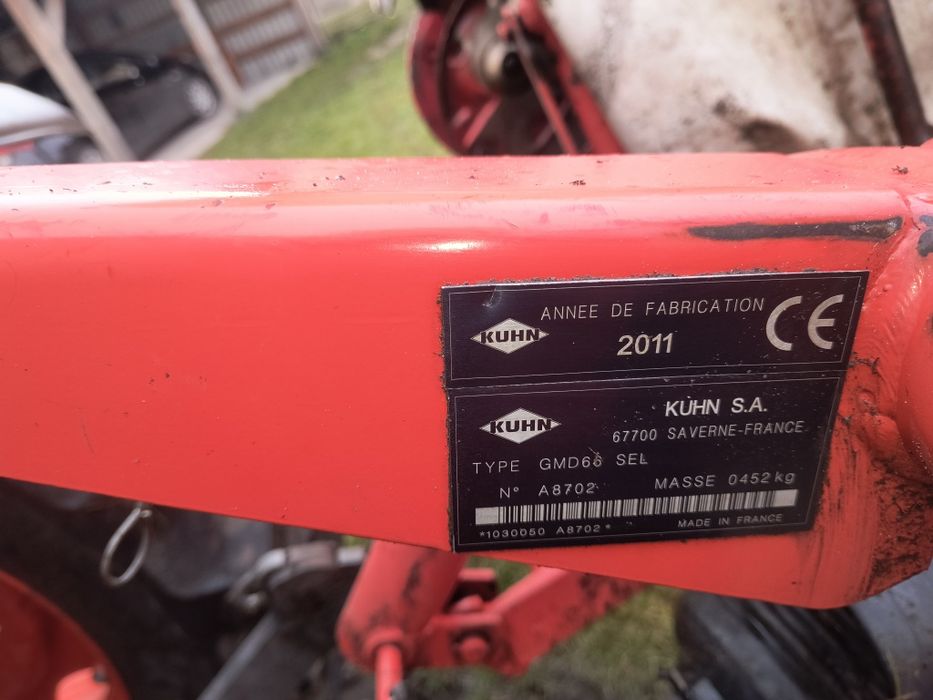 KUHN
ANNEE DE FABRICATION
2011
CE
KUHN
KUHN S.A.
67700 SAVERNE-FRANCE
TYPE GMD66 SEL
N° A8702 MASSE 0452 kg
*1030050 A8702*
MADE IN FRANCE